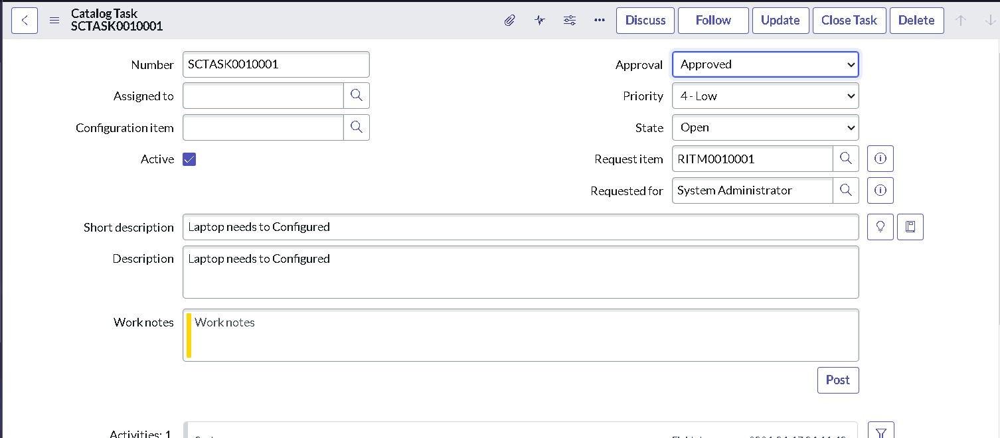 Catalog Task
SCTASK0010001
Discuss Follow Update Close Task Delete
Number SCTASK0010001 Approval Approved
Assigned to Priority 4 - Low
Configuration item State Open
Active Request item RITM0010001
Requested for System Administrator
Short description Laptop needs to Configured
Description Laptop needs to Configured
Work notes Work notes
Post
Activities: 1